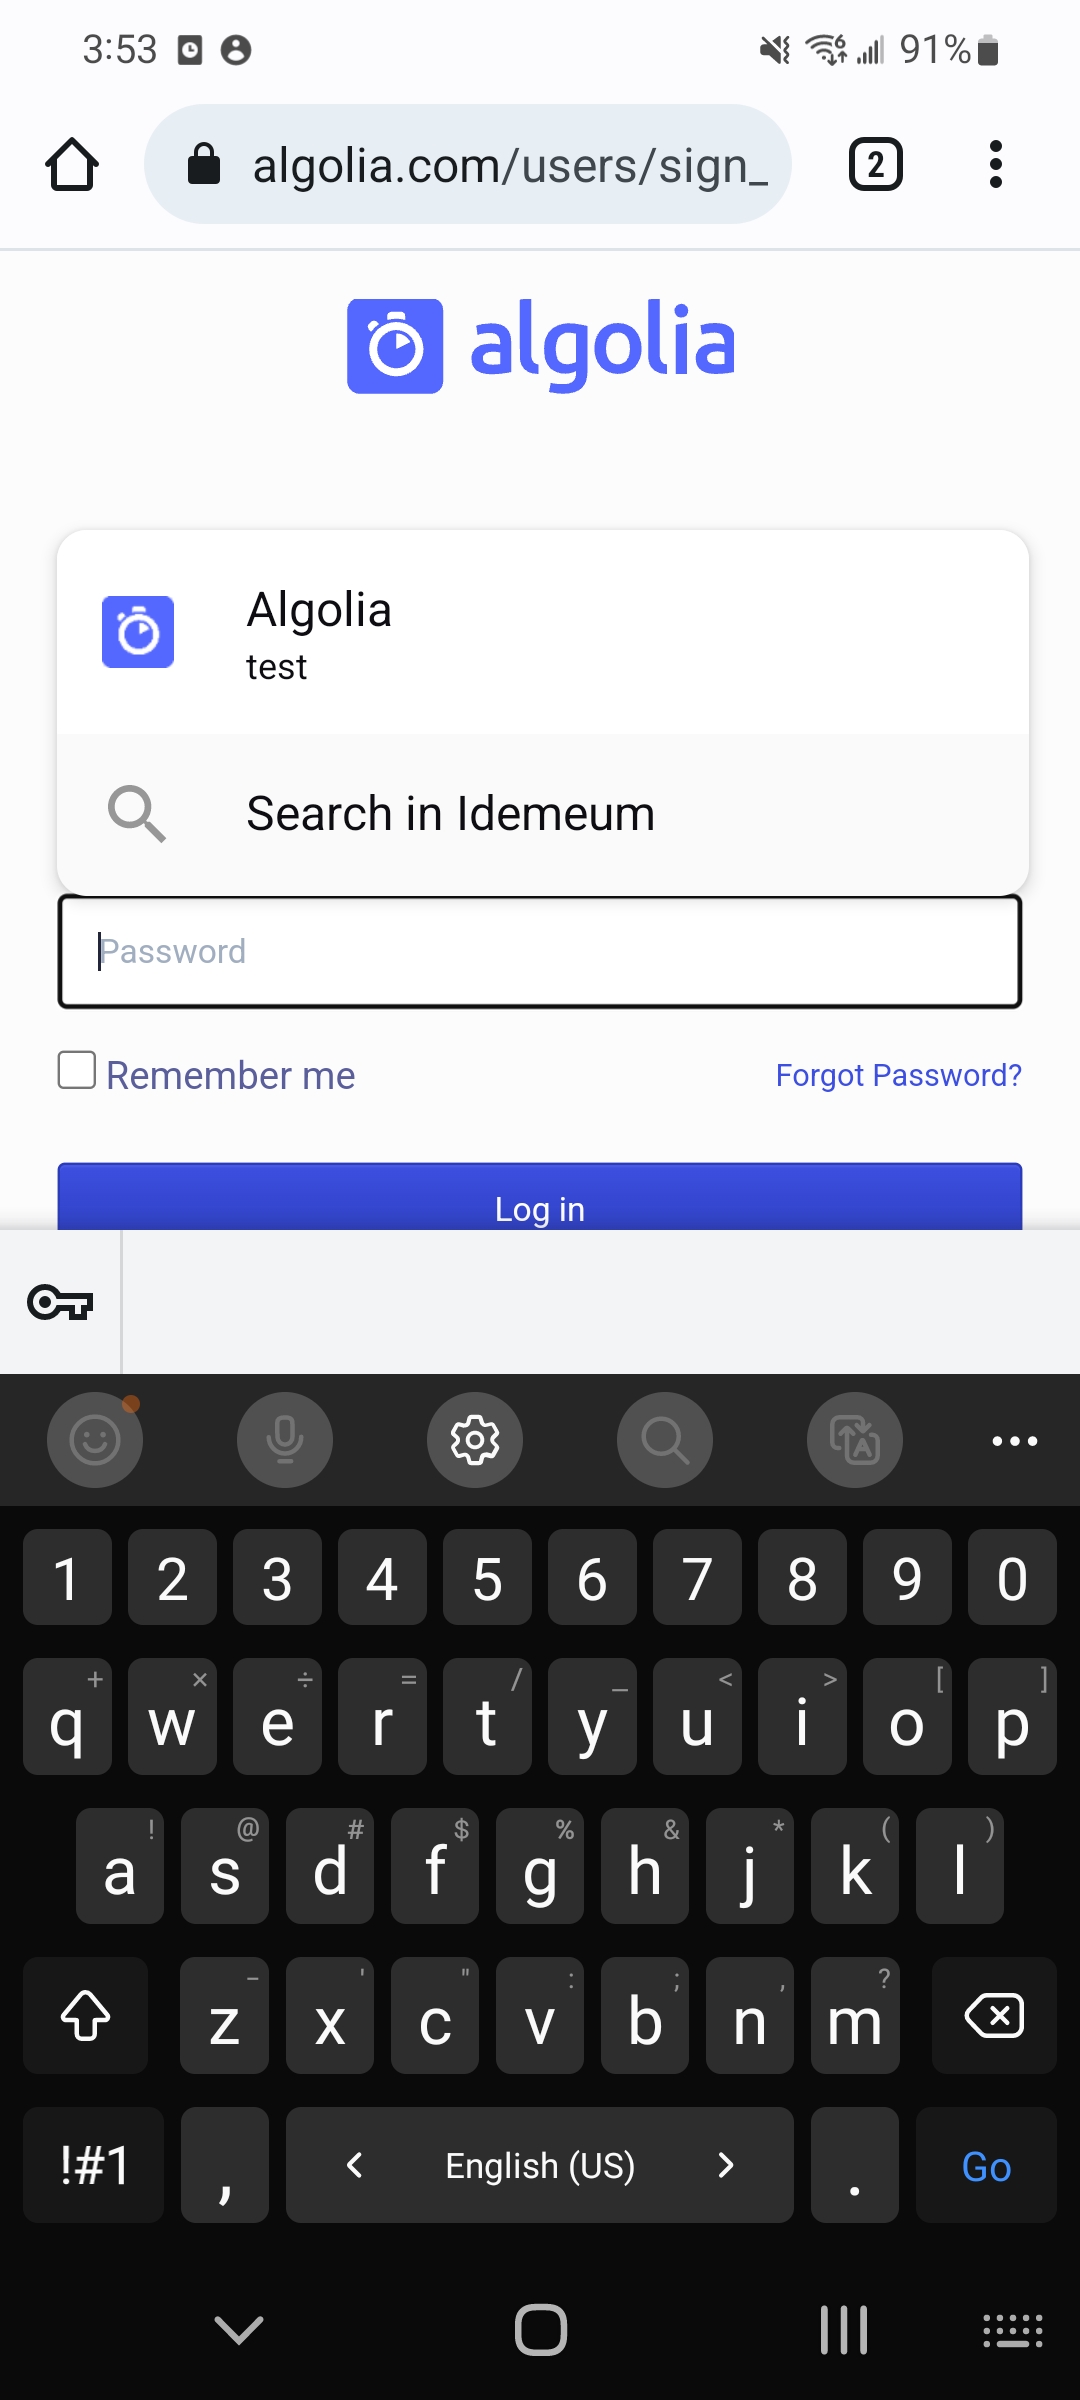 3:53 6 91%
algolia.com/users/sign_ 2
algolia
Algolia
test
Search in Idemeum
Password
Remember me Forgot Password?
Log in
A
1 2 3 4 5 6 7 8 9 0
+ × ÷ = / _ < > [ ]
q w e r t y u i o p
! @ # $ % & * ( )
a s d f g h j k l
- ' " : ; , ?
z x c v b n m
!#1 , < English (US) > . Go